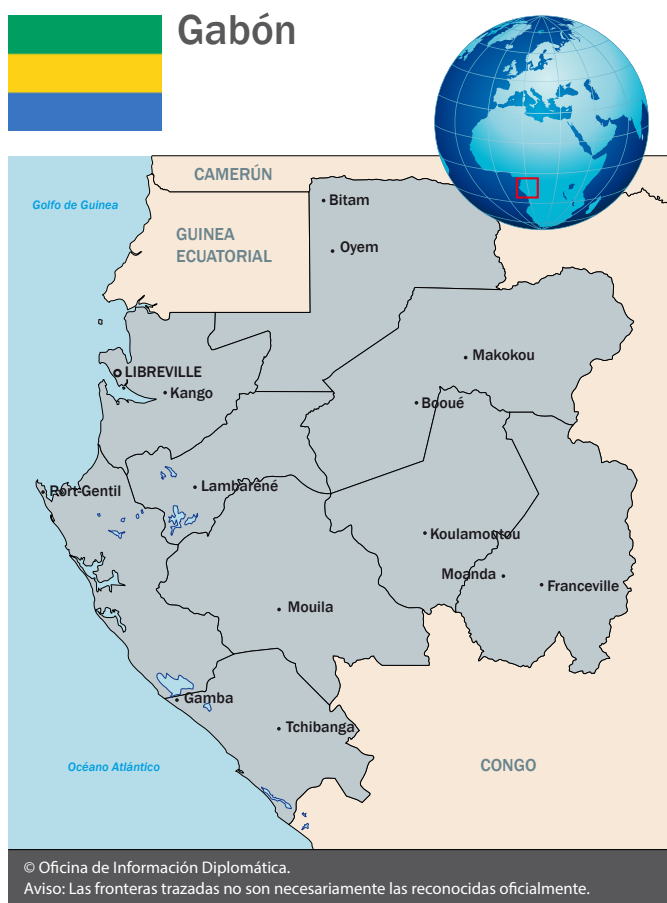 Gabón
CAMERÚN
Golfo de Guinea
Bitam
GUINEA
ECUATORIAL
Oyem
Makokou
LIBREVILLE
Kango
Booué
Lambaréné
Port-Gentil
Koulamoutou
Moanda
Franceville
Mouila
Gamba
Tchibanga
Océano Atlántico
CONGO
© Oficina de Información Diplomática.
Aviso: Las fronteras trazadas no son necesariamente las reconocidas oficialmente.